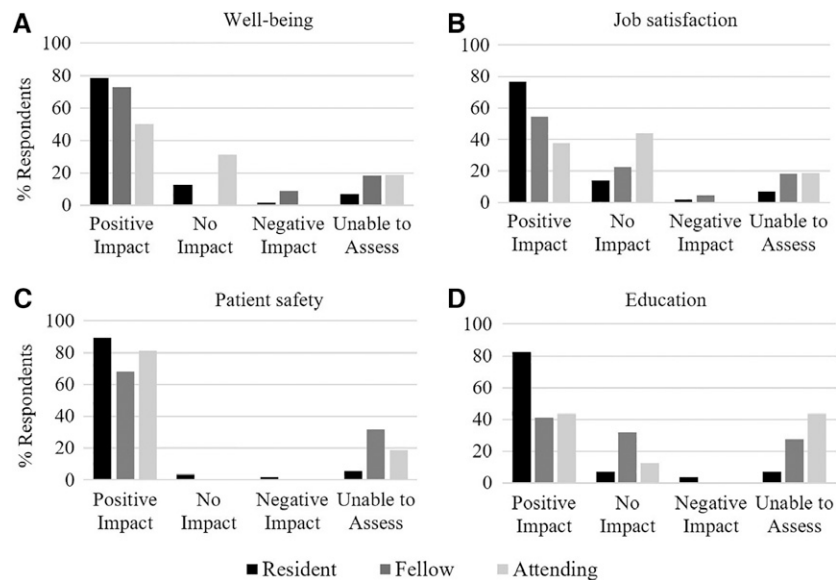 A
Well-being
% Respondents
100
80
60
40
20
0
Positive Impact
No Impact
Negative Impact
Unable to Assess
B
Job satisfaction
100
80
60
40
20
0
Positive Impact
No Impact
Negative Impact
Unable to Assess
C
Patient safety
% Respondents
100
80
60
40
20
0
Positive Impact
No Impact
Negative Impact
Unable to Assess
D
Education
100
80
60
40
20
0
Positive Impact
No Impact
Negative Impact
Unable to Assess
Resident Fellow Attending